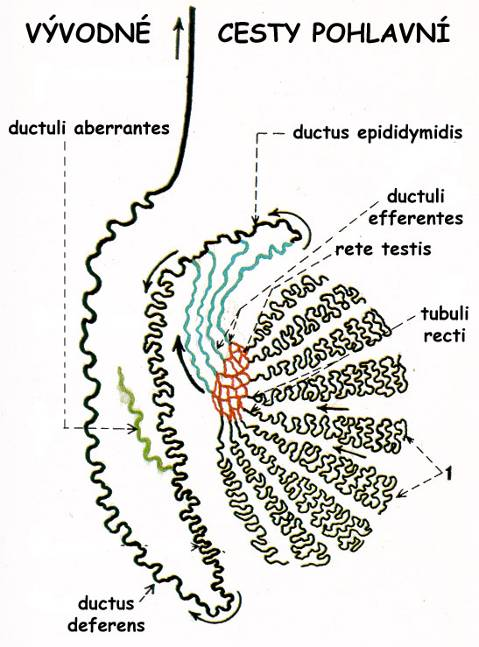 VÝVODNÉ CESTY POHLAVNÍ
ductuli aberrantes
ductus epididymidis
ductuli
efferentes
rete testis
tubuli
recti
1
ductus
deferens